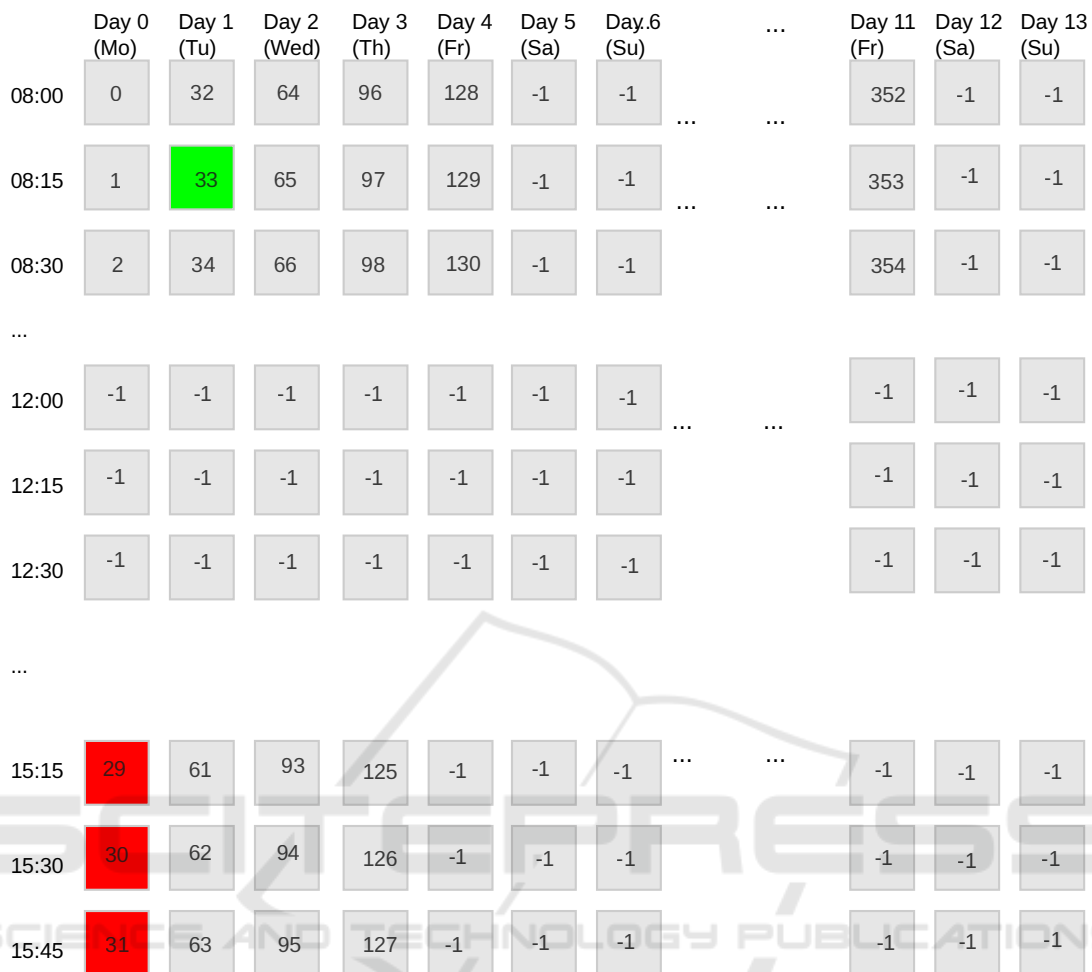 Day 0 Day 1 Day 2 Day 3 Day 4 Day 5 Day..6 ... Day 11 Day 12 Day 13
(Mo) (Tu) (Wed) (Th) (Fr) (Sa) (Su) (Fr) (Sa) (Su)
08:00 0 32 64 96 128 -1 -1 ... ... 352 -1 -1
08:15 1 33 65 97 129 -1 -1 ... ... 353 -1 -1
08:30 2 34 66 98 130 -1 -1 354 -1 -1
...
12:00 -1 -1 -1 -1 -1 -1 -1 ... ... -1 -1 -1
12:15 -1 -1 -1 -1 -1 -1 -1 -1 -1 -1
12:30 -1 -1 -1 -1 -1 -1 -1 -1 -1 -1
...
15:15 29 61 93 125 -1 -1 -1 ... ... -1 -1 -1
SCITEPRESS
15:30 30 62 94 126 -1 -1 -1 -1 -1 -1
SCIENCE AND TECHNOLOGY PUBLICATION
15:45 31 63 95 127 -1 -1 -1 -1 -1 -1